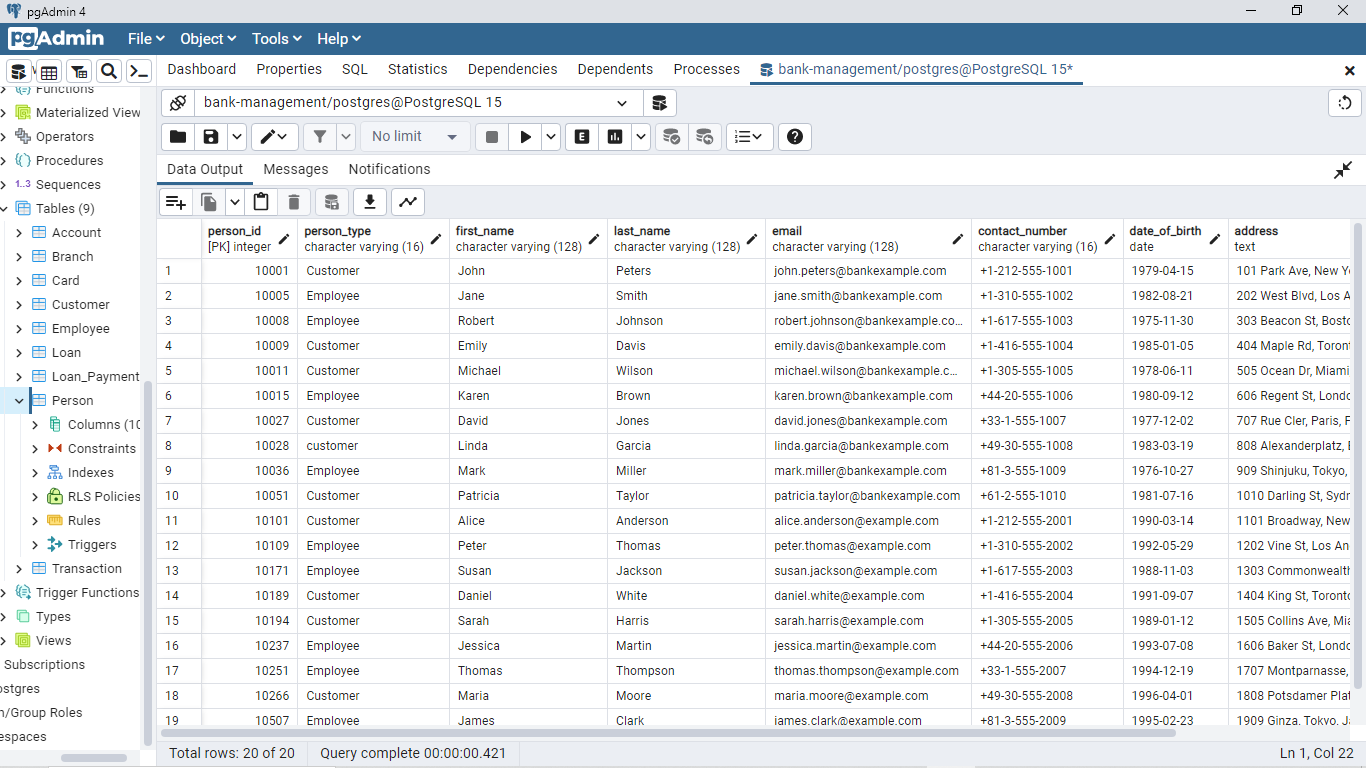 pgAdmin 4
pgAdmin File Object Tools Help
Dashboard Properties SQL Statistics Dependencies Dependents Processes bank-management/postgres@PostgreSQL 15*
bank-management/postgres@PostgreSQL 15
No limit
E
Data Output Messages Notifications
Functions
Materialized View
Operators
Procedures
1..3 Sequences
Tables (9)
Account
Branch
Card
Customer
Employee
Loan
Loan_Payment
Person
Columns (10
Constraints
Indexes
RLS Policies
Rules
Triggers
Transaction
Trigger Functions
Types
Views
Subscriptions
ostgres
n/Group Roles
espaces
person_id person_type first_name last_name email contact_number date_of_birth address
[PK] integer character varying (16) character varying (128) character varying (128) character varying (128) character varying (16) date text
1 10001 Customer John Peters john.peters@bankexample.com +1-212-555-1001 1979-04-15 101 Park Ave, New Y
2 10005 Employee Jane Smith jane.smith@bankexample.com +1-310-555-1002 1982-08-21 202 West Blvd, Los A
3 10008 Employee Robert Johnson robert.johnson@bankexample.co... +1-617-555-1003 1975-11-30 303 Beacon St, Bosto
4 10009 Customer Emily Davis emily.davis@bankexample.com +1-416-555-1004 1985-01-05 404 Maple Rd, Toron
5 10011 Customer Michael Wilson michael.wilson@bankexample.c... +1-305-555-1005 1978-06-11 505 Ocean Dr, Miami
6 10015 Employee Karen Brown karen.brown@bankexample.com +44-20-555-1006 1980-09-12 606 Regent St, Londo
7 10027 Customer David Jones david.jones@bankexample.com +33-1-555-1007 1977-12-02 707 Rue Cler, Paris, F
8 10028 customer Linda Garcia linda.garcia@bankexample.com +49-30-555-1008 1983-03-19 808 Alexanderplatz,
9 10036 Employee Mark Miller mark.miller@bankexample.com +81-3-555-1009 1976-10-27 909 Shinjuku, Tokyo,
10 10051 Customer Patricia Taylor patricia.taylor@bankexample.com +61-2-555-1010 1981-07-16 1010 Darling St, Sydn
11 10101 Customer Alice Anderson alice.anderson@example.com +1-212-555-2001 1990-03-14 1101 Broadway, New
12 10109 Employee Peter Thomas peter.thomas@example.com +1-310-555-2002 1992-05-29 1202 Vine St, Los An
13 10171 Employee Susan Jackson susan.jackson@example.com +1-617-555-2003 1988-11-03 1303 Commonwealth
14 10189 Customer Daniel White daniel.white@example.com +1-416-555-2004 1991-09-07 1404 King St, Toronto
15 10194 Customer Sarah Harris sarah.harris@example.com +1-305-555-2005 1989-01-12 1505 Collins Ave, Mia
16 10237 Employee Jessica Martin jessica.martin@example.com +44-20-555-2006 1993-07-08 1606 Baker St, London
17 10251 Employee Thomas Thompson thomas.thompson@example.com +33-1-555-2007 1994-12-19 1707 Montparnasse,
18 10266 Customer Maria Moore maria.moore@example.com +49-30-555-2008 1996-04-01 1808 Potsdamer Plat
19 10507 Employee James Clark james.clark@example.com +81-3-555-2009 1995-02-23 1909 Ginza, Tokyo, Ja
Total rows: 20 of 20 Query complete 00:00:00.421 Ln 1, Col 22